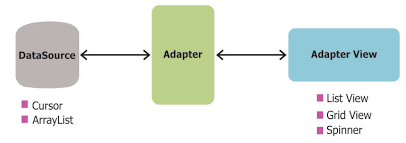 DataSource
Adapter
Adapter View
Cursor
ArrayList
List View
Grid View
Spinner